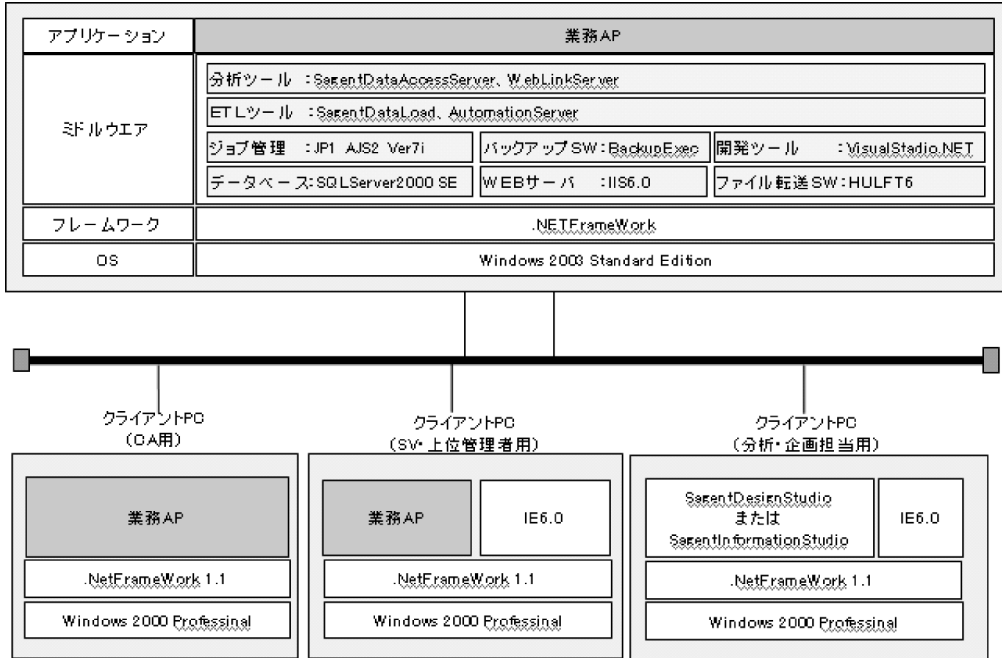 アプリケーション
業務AP
ミドルウエア
分析ツール ：SagentDataAccessServer、WebLinkServer
ETLツール ：SagentDataLoad、AutomationServer
ジョブ管理 ：JP1 AJS2 Ver7i
バックアップSW：BackupExec
開発ツール ：VisualStadio.NET
データベース：SQLServer2000 SE
WEBサーバ ：IIS6.0
ファイル転送SW：HULFT6
フレームワーク
.NETFrameWork
OS
Windows 2003 Standard Edition
クライアントPC
（CA用）
クライアントPC
（SV・上位管理者用）
クライアントPC
（分析・企画担当用）
業務AP
.NetFrameWork 1.1
Windows 2000 Professinal
業務AP
IE6.0
.NetFrameWork 1.1
Windows 2000 Professinal
SagentDesignStudio
または
SagentInformationStudio
IE6.0
.NetFrameWork 1.1
Windows 2000 Professinal